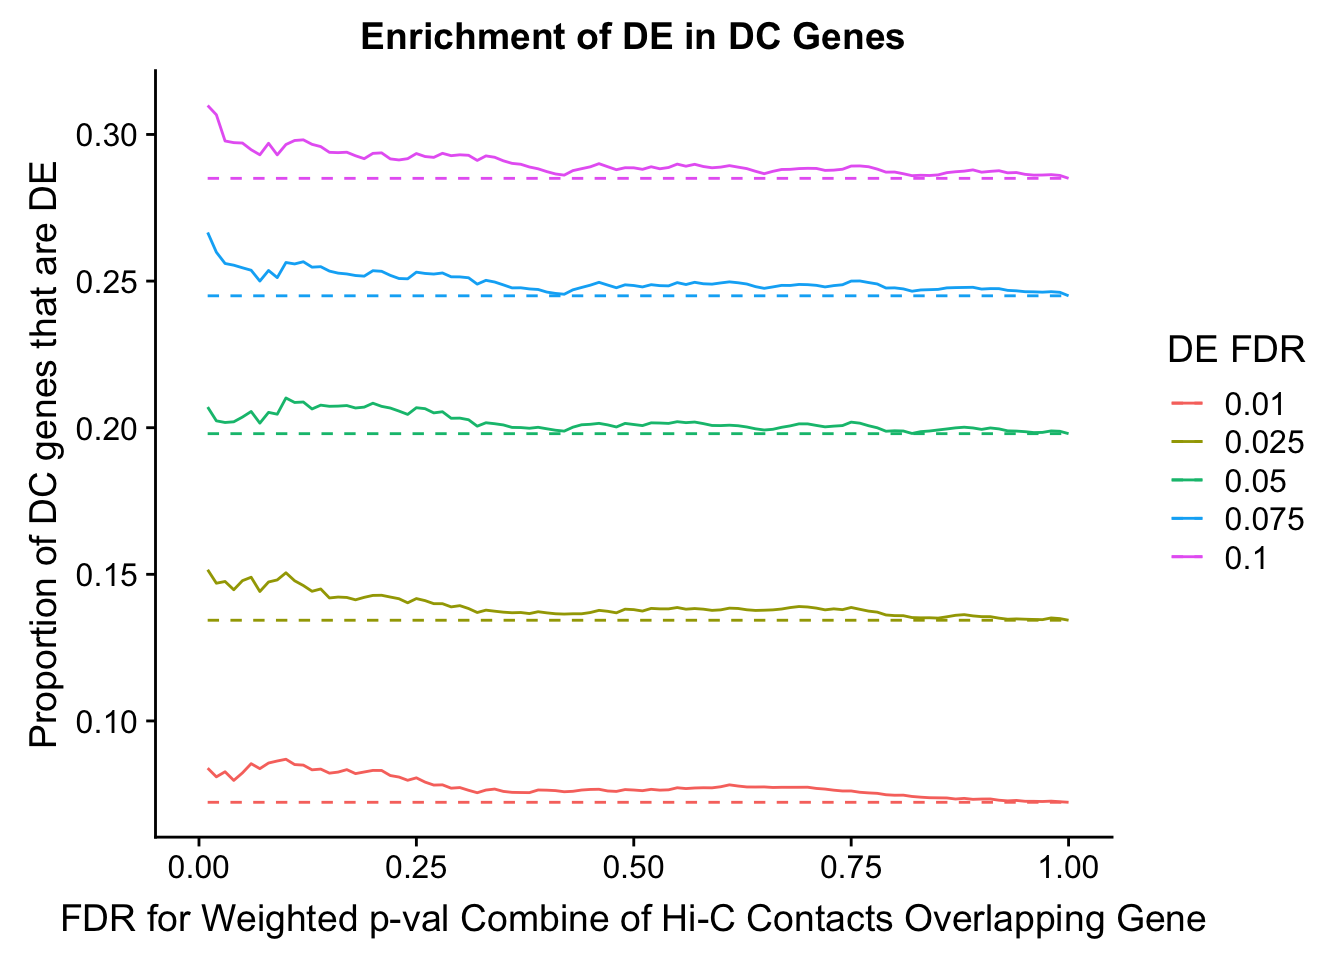 Enrichment of DE in DC Genes
Proportion of DC genes that are DE
0.30
0.25
0.20
0.15
0.10
0.00 0.25 0.50 0.75 1.00
FDR for Weighted p-val Combine of Hi-C Contacts Overlapping Gene
DE FDR
0.01
0.025
0.05
0.075
0.1